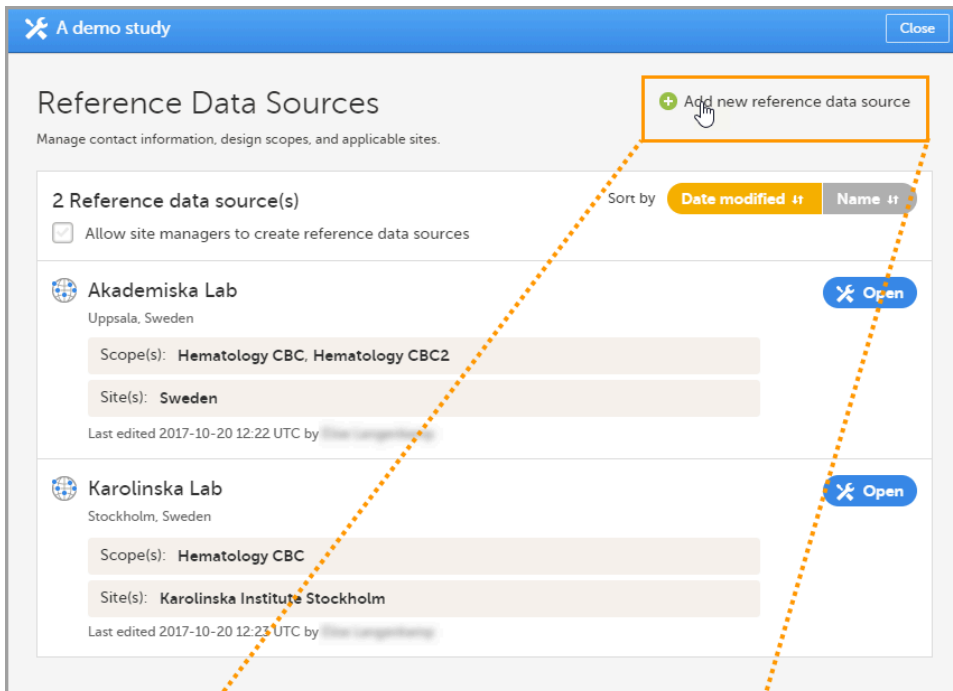 A demo study
Close
Reference Data Sources
Add new reference data source
Manage contact information, design scopes, and applicable sites.
2 Reference data source(s)
Sort by
Date modified
Name
Allow site managers to create reference data sources
Akademiska Lab
Open
Uppsala, Sweden
Scope(s): Hematology CBC, Hematology CBC2
Site(s): Sweden
Last edited 2017-10-20 12:22 UTC by
Karolinska Lab
Open
Stockholm, Sweden
Scope(s): Hematology CBC
Site(s): Karolinska Institute Stockholm
Last edited 2017-10-20 12:23 UTC by